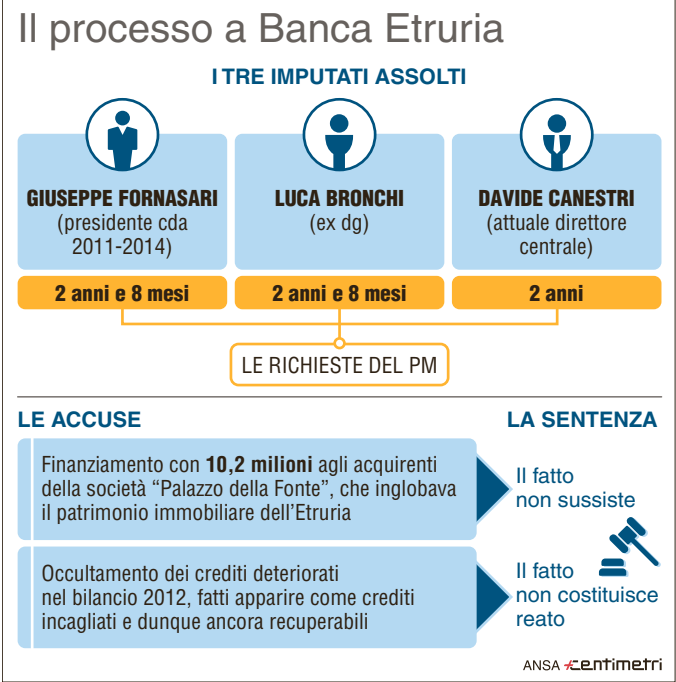 Il processo a Banca Etruria
I TRE IMPUTATI ASSOLTI
GIUSEPPE FORNASARI
(presidente cda
2011-2014)
2 anni e 8 mesi
LUCA BRONCHI
(ex dg)
2 anni e 8 mesi
DAVIDE CANESTRI
(attuale direttore
centrale)
2 anni
LE RICHIESTE DEL PM
LE ACCUSE
LA SENTENZA
Finanziamento con 10,2 milioni agli acquirenti
della società “Palazzo della Fonte”, che inglobava
il patrimonio immobiliare dell’Etruria
Il fatto
non sussiste
Occultamento dei crediti deteriorati
nel bilancio 2012, fatti apparire come crediti
incagliati e dunque ancora recuperabili
Il fatto
non costituisce
reato
ANSA centimetri